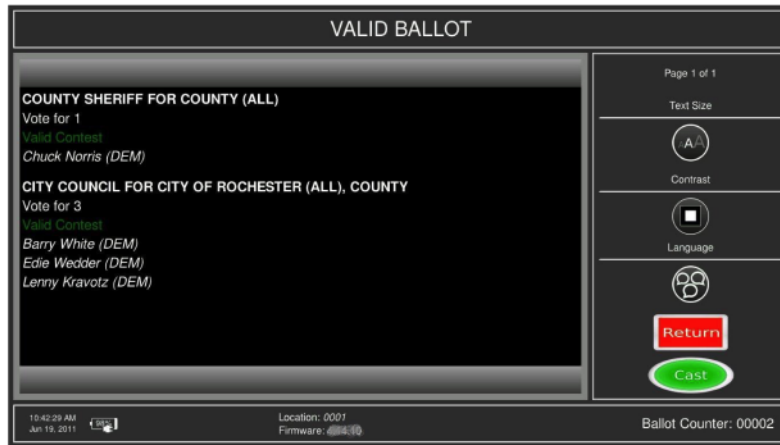 VALID BALLOT
COUNTY SHERIFF FOR COUNTY (ALL)
Vote for 1
Valid Contest
Chuck Norris (DEM)
CITY COUNCIL FOR CITY OF ROCHESTER (ALL), COUNTY
Vote for 3
Valid Contest
Barry White (DEM)
Edie Wedder (DEM)
Lenny Kravotz (DEM)
Page 1 of 1
Text Size
AAA
Contrast
Language
Return
Cast
10:42:29 AM
Jun 19, 2011
Location: 0001
Firmware:
Ballot Counter: 00002